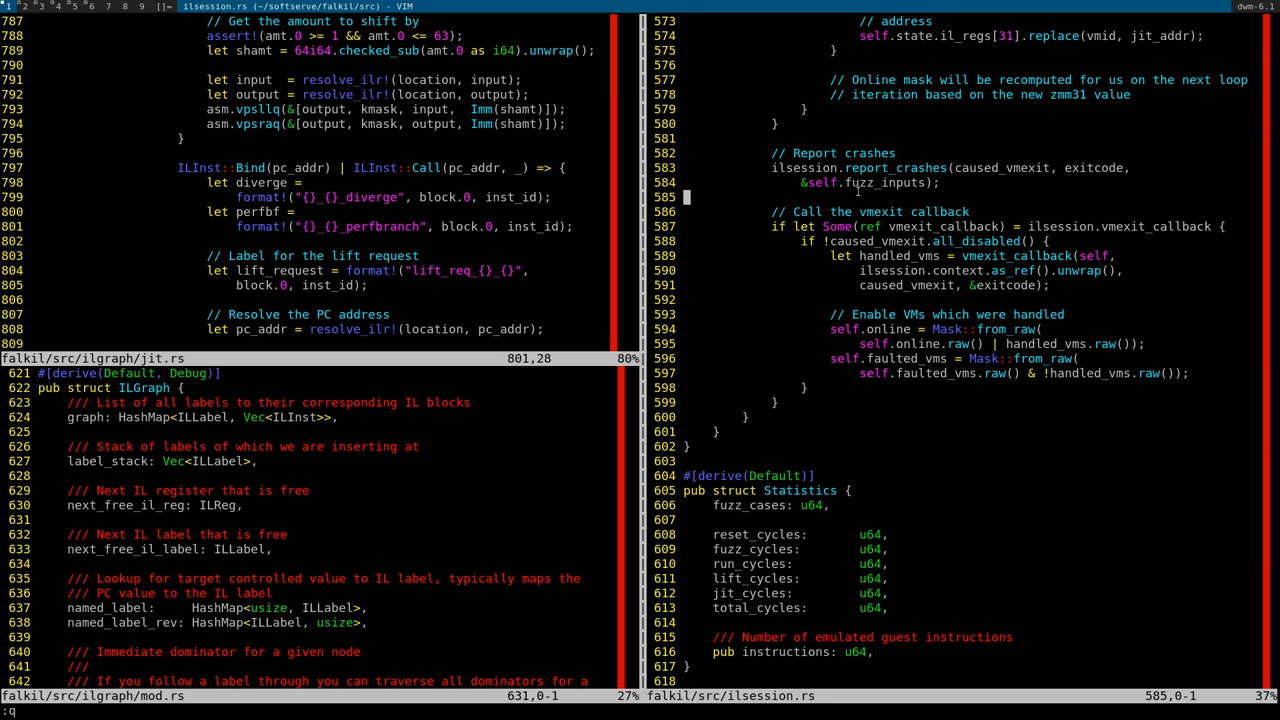 1 2 3 4 5 6 7 8 9 []= ilsession.rs (~/softserve/falkil/src) - VIM dwm-6.1
787 // Get the amount to shift by
788 assert!(amt.0 >= 1 && amt.0 <= 63);
789 let shamt = 64i64.checked_sub(amt.0 as i64).unwrap();
790
791 let input  = resolve_ilr!(location, input);
792 let output = resolve_ilr!(location, output);
793 asm.vpsllq(&[output, kmask, input,  Imm(shamt)]);
794 asm.vpsraq(&[output, kmask, output, Imm(shamt)]);
795 }
796
797 ILInst::Bind(pc_addr) | ILInst::Call(pc_addr, _) => {
798 let diverge =
799 format!("{}_{}_diverge", block.0, inst_id);
800 let perfbf =
801 format!("{}_{}_perfbranch", block.0, inst_id);
802
803 // Label for the lift request
804 let lift_request = format!("lift_req_{}_{}",
805 block.0, inst_id);
806
807 // Resolve the PC address
808 let pc_addr = resolve_ilr!(location, pc_addr);
809
falkil/src/ilgraph/jit.rs 801,28 80%
621 #[derive(Default, Debug)]
622 pub struct ILGraph {
623 /// List of all labels to their corresponding IL blocks
624 graph: HashMap<ILLabel, Vec<ILInst>>,
625
626 /// Stack of labels of which we are inserting at
627 label_stack: Vec<ILLabel>,
628
629 /// Next IL register that is free
630 next_free_il_reg: ILReg,
631
632 /// Next IL label that is free
633 next_free_il_label: ILLabel,
634
635 /// Lookup for target controlled value to IL label, typically maps the
636 /// PC value to the IL label
637 named_label:     HashMap<usize, ILLabel>,
638 named_label_rev: HashMap<ILLabel, usize>,
639
640 /// Immediate dominator for a given node
641 ///
642 /// If you follow a label through you can traverse all dominators for a
falkil/src/ilgraph/mod.rs 631,0-1 27%
573 // address
574 self.state.il_regs[31].replace(vmid, jit_addr);
575 }
576
577 // Online mask will be recomputed for us on the next loop
578 // iteration based on the new zmm31 value
579 }
580 }
581
582 // Report crashes
583 ilsession.report_crashes(caused_vmexit, exitcode,
584 &self.fuzz_inputs);
585
586 // Call the vmexit callback
587 if let Some(ref vmexit_callback) = ilsession.vmexit_callback {
588 if !caused_vmexit.all_disabled() {
589 let handled_vms = vmexit_callback(self,
590 ilsession.context.as_ref().unwrap(),
591 caused_vmexit, &exitcode);
592
593 // Enable VMs which were handled
594 self.online = Mask::from_raw(
595 self.online.raw() | handled_vms.raw());
596 self.faulted_vms = Mask::from_raw(
597 self.faulted_vms.raw() & !handled_vms.raw());
598 }
599 }
600 }
601 }
602 }
603
604 #[derive(Default)]
605 pub struct Statistics {
606 fuzz_cases: u64,
607
608 reset_cycles:        u64,
609 fuzz_cycles:         u64,
610 run_cycles:          u64,
611 lift_cycles:         u64,
612 jit_cycles:          u64,
613 total_cycles:        u64,
614
615 /// Number of emulated guest instructions
616 pub instructions: u64,
617 }
618
falkil/src/ilsession.rs 585,0-1 37%
:q